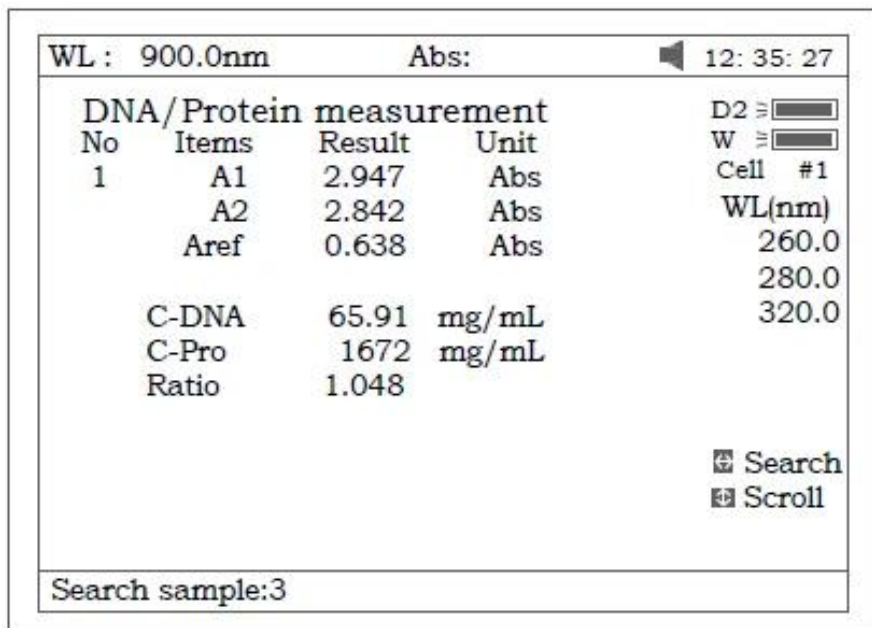 WL : 900.0nm Abs: 12: 35: 27
DNA/Protein measurement
No Items Result Unit
1 A1 2.947 Abs
A2 2.842 Abs
Aref 0.638 Abs
C-DNA 65.91 mg/mL
C-Pro 1672 mg/mL
Ratio 1.048
D2
W
Cell #1
WL(nm)
260.0
280.0
320.0
Search
Scroll
Search sample:3